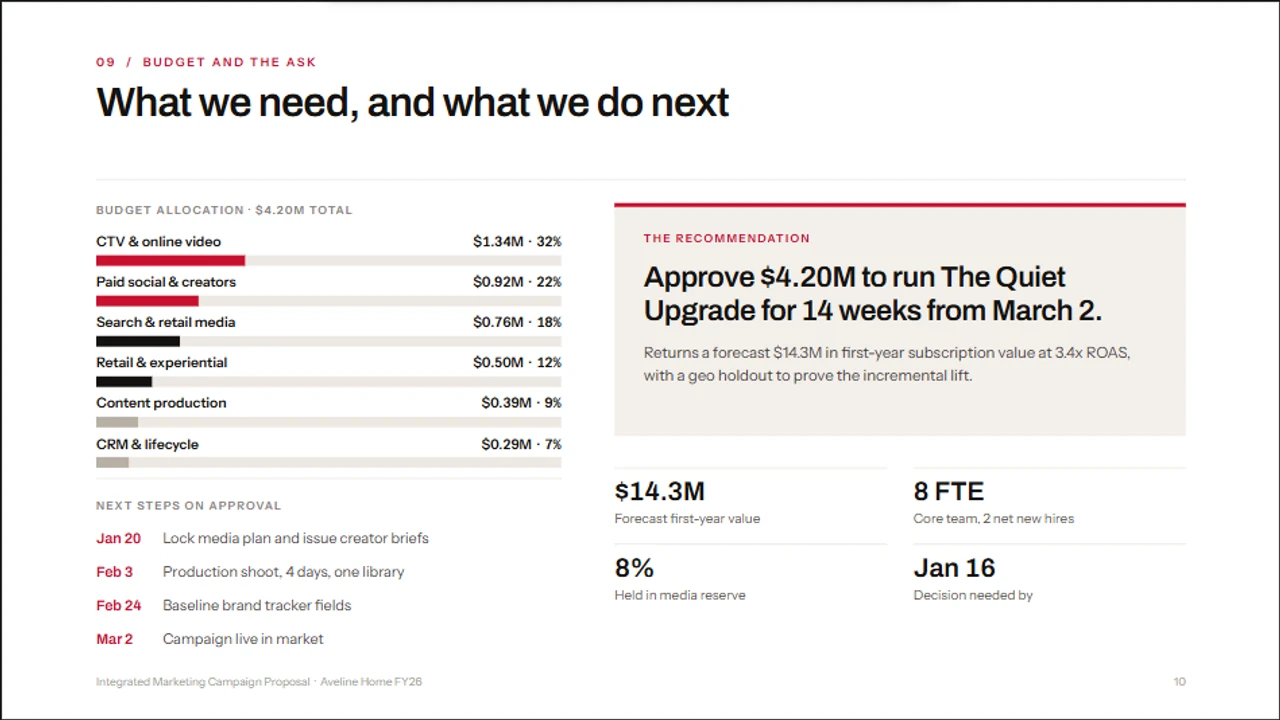 09 / BUDGET AND THE ASK
What we need, and what we do next
BUDGET ALLOCATION · $4.20M TOTAL
CTV & online video $1.34M · 32%
Paid social & creators $0.92M · 22%
Search & retail media $0.76M · 18%
Retail & experiential $0.50M · 12%
Content production $0.39M · 9%
CRM & lifecycle $0.29M · 7%
NEXT STEPS ON APPROVAL
Jan 20 Lock media plan and issue creator briefs
Feb 3 Production shoot, 4 days, one library
Feb 24 Baseline brand tracker fields
Mar 2 Campaign live in market
THE RECOMMENDATION
Approve $4.20M to run The Quiet
Upgrade for 14 weeks from March 2.
Returns a forecast $14.3M in first-year subscription value at 3.4x ROAS,
with a geo holdout to prove the incremental lift.
$14.3M
Forecast first-year value
8 FTE
Core team, 2 net new hires
8%
Held in media reserve
Jan 16
Decision needed by
Integrated Marketing Campaign Proposal · Aveline Home FY26
10